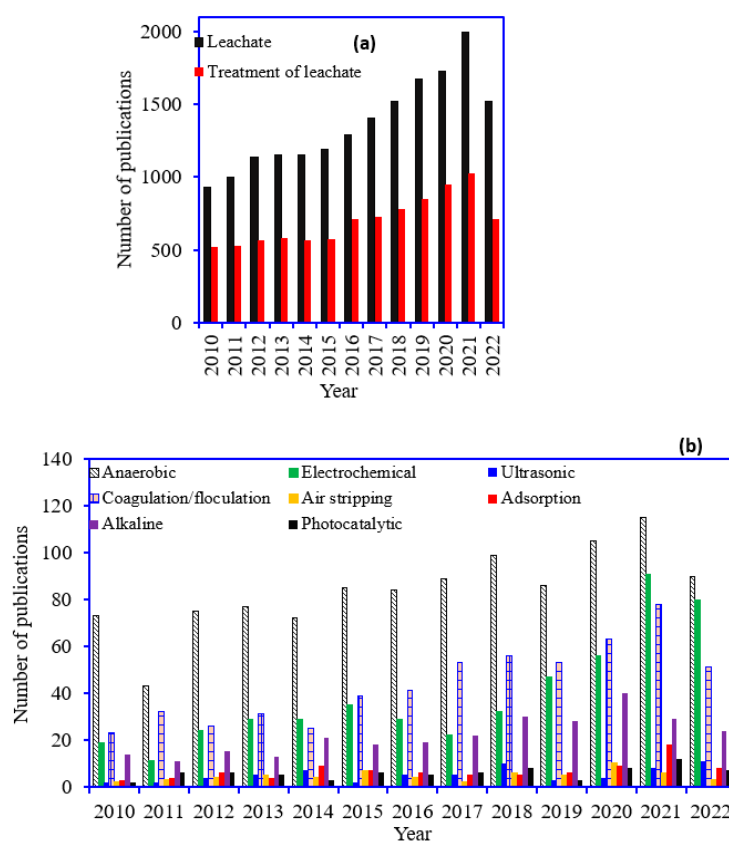 (a)
Leachate
Treatment of leachate
Number of publications
2000
1500
1000
500
0
2010 2011 2012 2013 2014 2015 2016 2017 2018 2019 2020 2021 2022
Year
(b)
Anaerobic Electrochemical Ultrasonic
Coagulation/floculation Air stripping Adsorption
Alkaline Photocatalytic
Number of publications
140
120
100
80
60
40
20
0
2010 2011 2012 2013 2014 2015 2016 2017 2018 2019 2020 2021 2022
Year